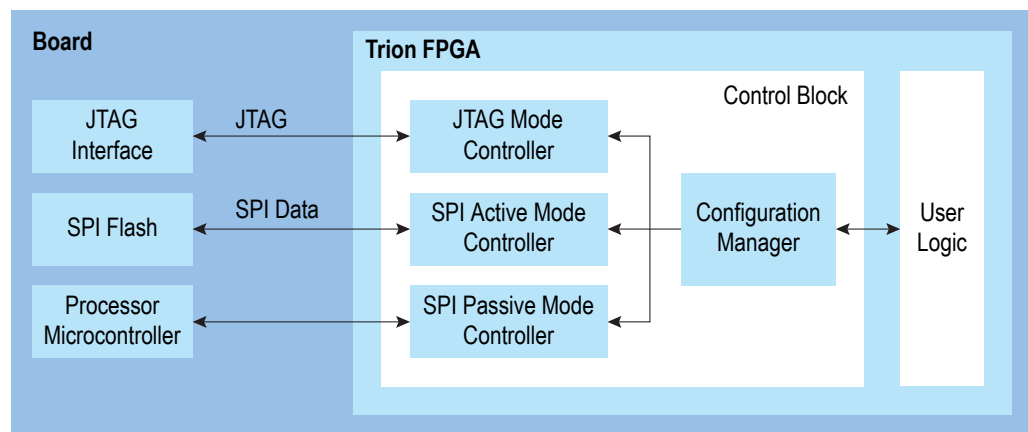 Board
Trion FPGA
Control Block
JTAG
Interface
JTAG
JTAG Mode
Controller
SPI Flash
SPI Data
SPI Active Mode
Controller
Configuration
Manager
User
Logic
Processor
Microcontroller
SPI Passive Mode
Controller